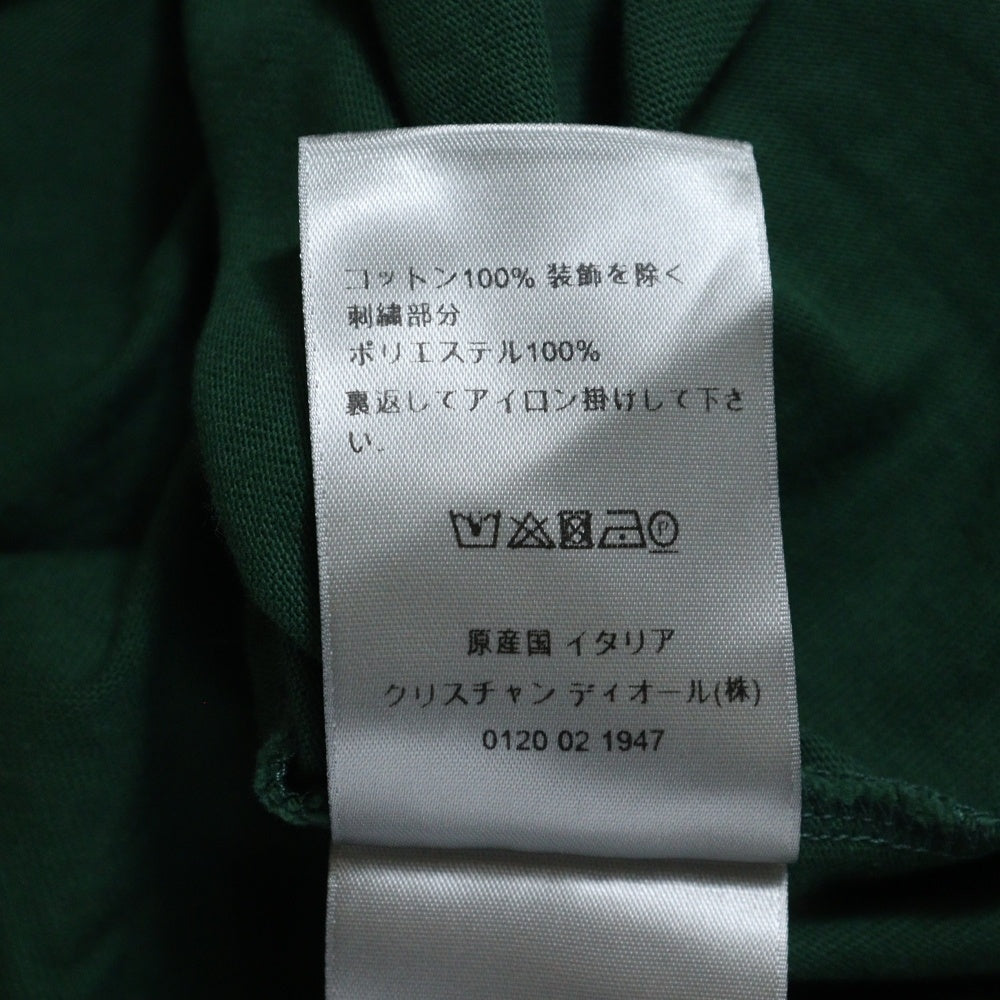 コットン100% 装飾を除く
刺繍部分
ポリエステル100%
裏返してアイロン掛けして下さ
い.
P
原産国 イタリア
クリスチャン ディオール(株)
0120 02 1947